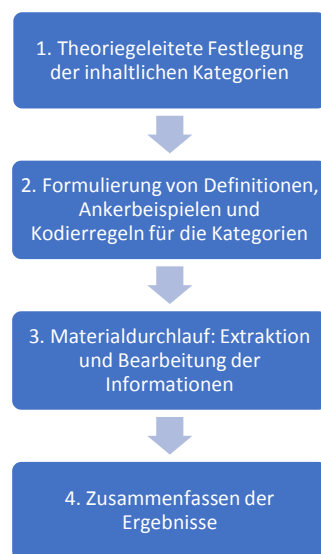 1. Theoriegeleitete Festlegung
der inhaltlichen Kategorien
2. Formulierung von Definitionen,
Ankerbeispielen und
Kodierregeln für die Kategorien
3. Materialdurchlauf: Extraktion
und Bearbeitung der
Informationen
4. Zusammenfassen der
Ergebnisse